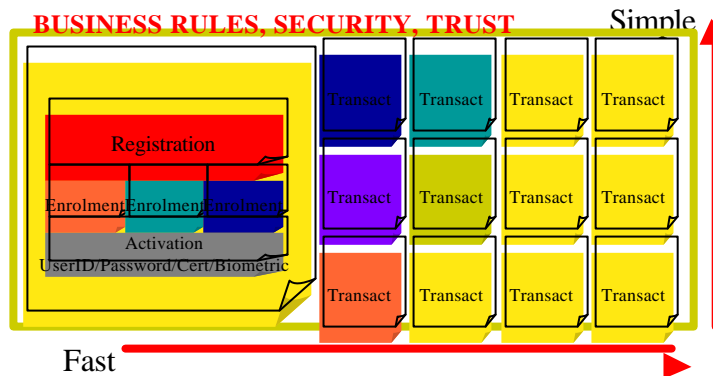 BUSINESS RULES, SECURITY, TRUST
Simple
Transact Transact Transact Transact
Registration
Transact Transact Transact Transact
Enrolment Enrolment Enrolment
Activation
UserID/Password/Cert/Biometric
Transact Transact Transact Transact
Fast